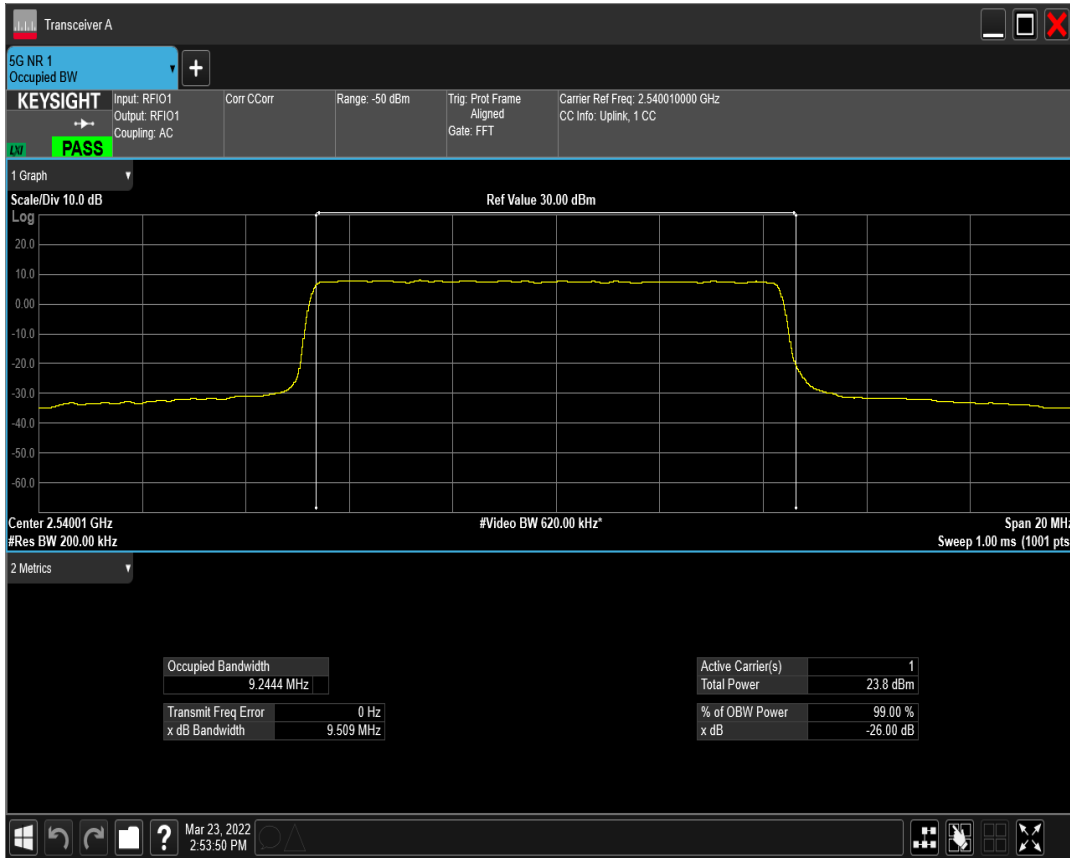 Transceiver A
5G NR 1
Occupied BW
KEYSIGHT
LXI
PASS
Input: RFIO1
Output: RFIO1
Coupling: AC
Corr CCorr
Range: -50 dBm
Trig: Prot Frame
Aligned
Gate: FFT
Carrier Ref Freq: 2.540010000 GHz
CC Info: Uplink, 1 CC
1 Graph
Scale/Div 10.0 dB
Ref Value 30.00 dBm
Log
20.0
10.0
0.00
-10.0
-20.0
-30.0
-40.0
-50.0
-60.0
Center 2.54001 GHz
#Video BW 620.00 kHz*
Span 20 MHz
#Res BW 200.00 kHz
Sweep 1.00 ms (1001 pts
2 Metrics
Occupied Bandwidth
9.2444 MHz
Transmit Freq Error 0 Hz
x dB Bandwidth 9.509 MHz
Active Carrier(s) 1
Total Power 23.8 dBm
% of OBW Power 99.00 %
x dB -26.00 dB
?
Mar 23, 2022
2:53:50 PM